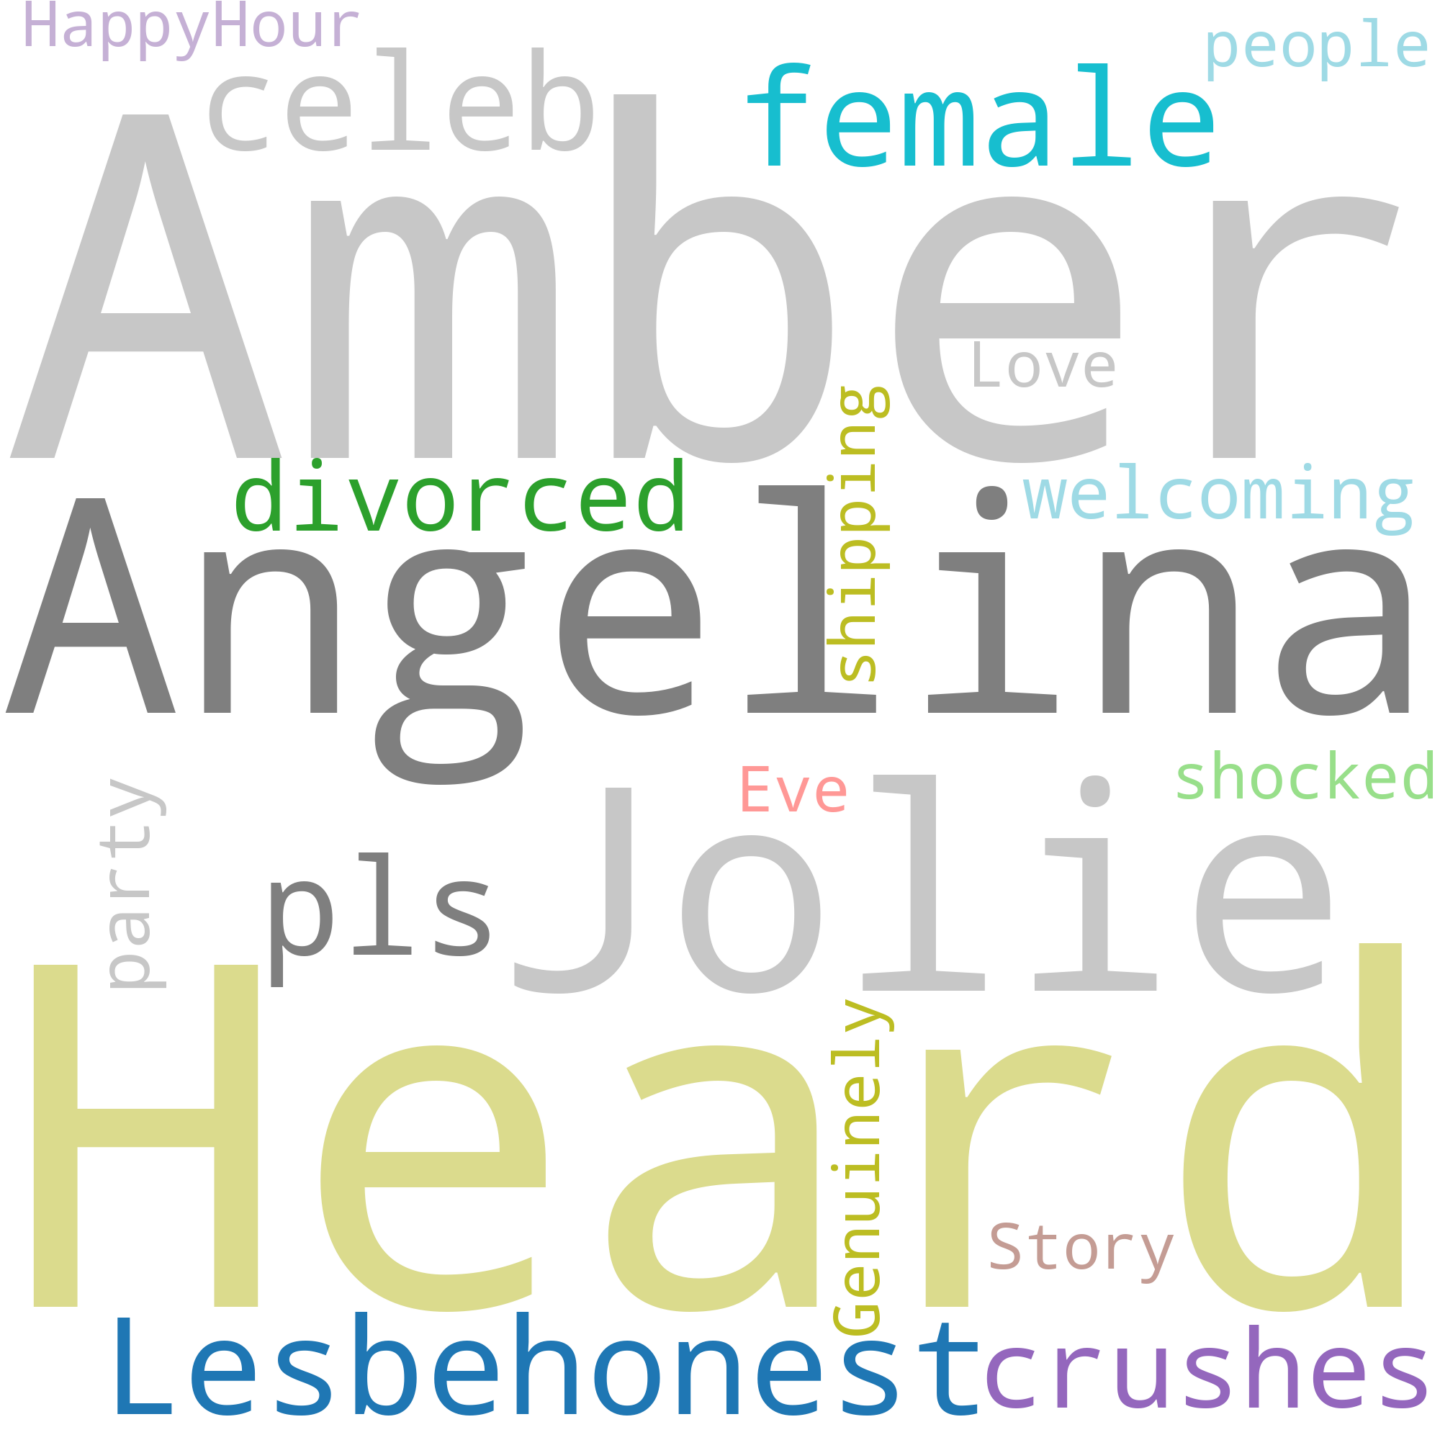 HappyHour
people
celeb
female
Amber
Love
shipping
divorced
welcoming
Angelina
Eve
shocked
party
pls
Jolie
Heard
Genuinely
Story
Lesbehonest
crushes